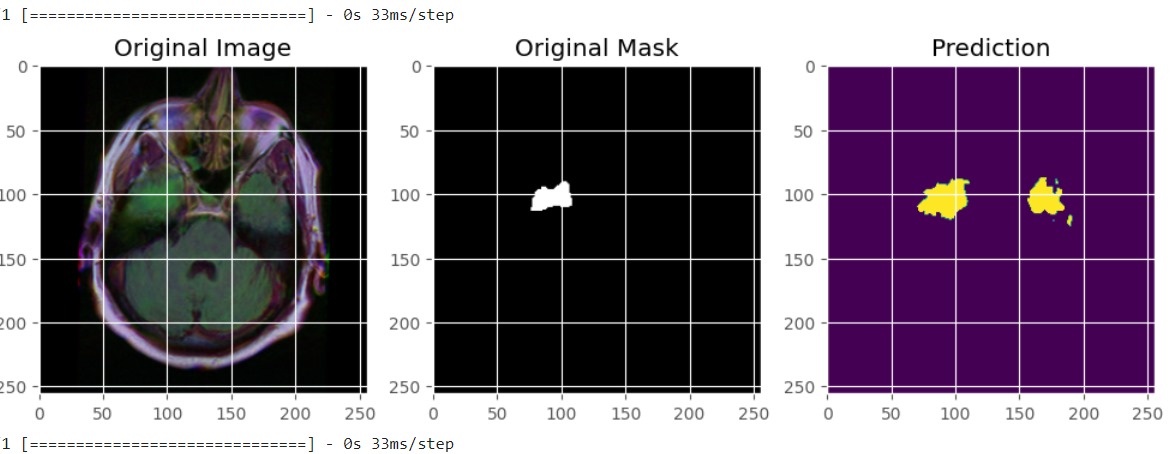 1 [==============================] - 0s 33ms/step
Original Image Original Mask Prediction
0 0 0
50 50 50
100 100 100
150 150 150
200 200 200
250 250 250
0 50 100 150 200 250 0 50 100 150 200 250 0 50 100 150 200 250
1 [==============================] - 0s 33ms/step